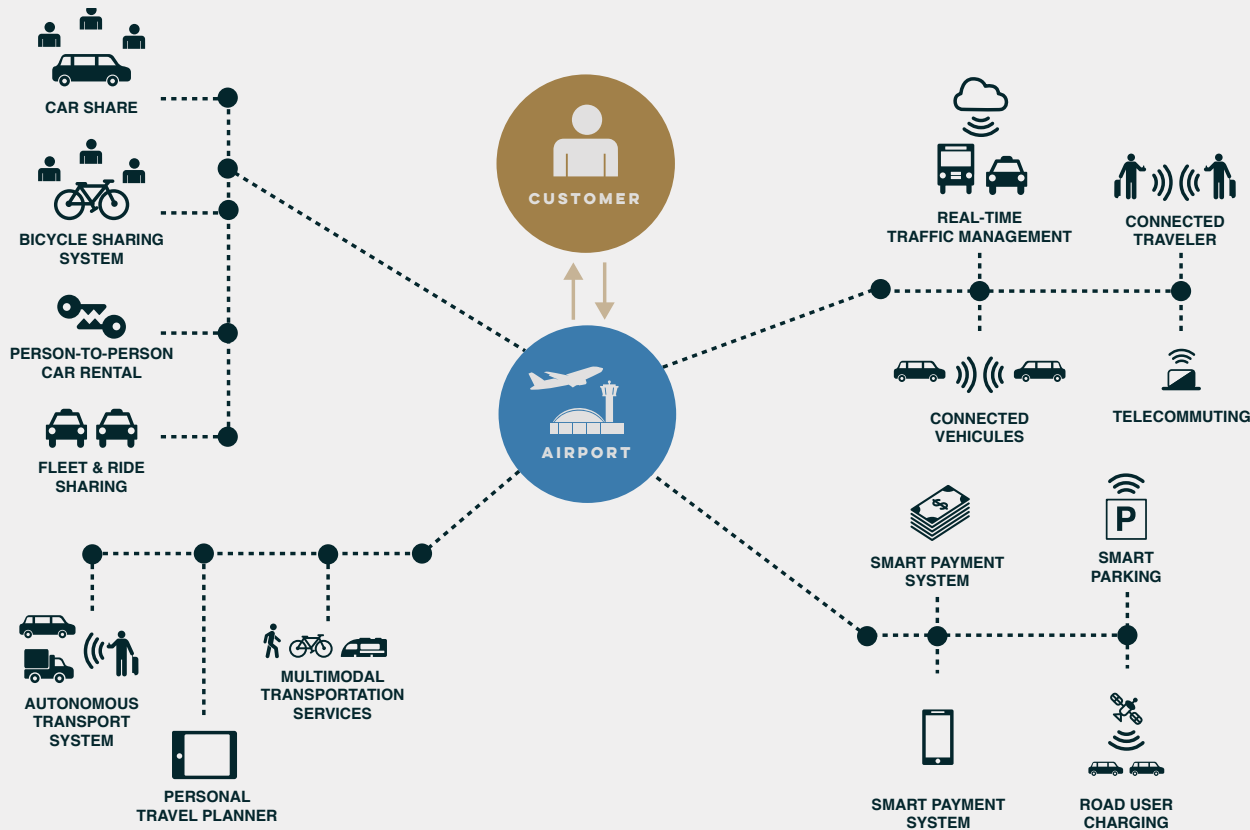 CAR SHARE
BICYCLE SHARING
SYSTEM
PERSON-TO-PERSON
CAR RENTAL
FLEET & RIDE
SHARING
CUSTOMER
AIRPORT
REAL-TIME
TRAFFIC MANAGEMENT
CONNECTED
TRAVELER
CONNECTED
VEHICULES
TELECOMMUTING
$
SMART PAYMENT
SYSTEM
P
SMART
PARKING
AUTONOMOUS
TRANSPORT
SYSTEM
PERSONAL
TRAVEL PLANNER
MULTIMODAL
TRANSPORTATION
SERVICES
SMART PAYMENT
SYSTEM
ROAD USER
CHARGING